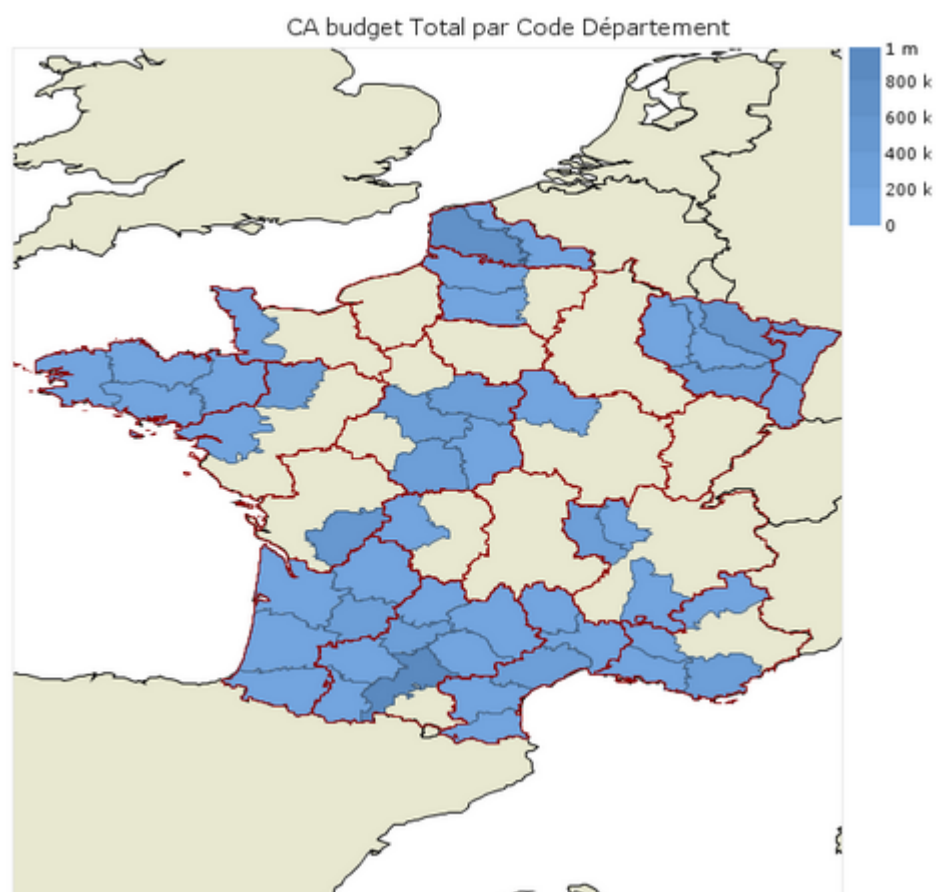 CA budget Total par Code Département
1 m
800 k
600 k
400 k
200 k
0